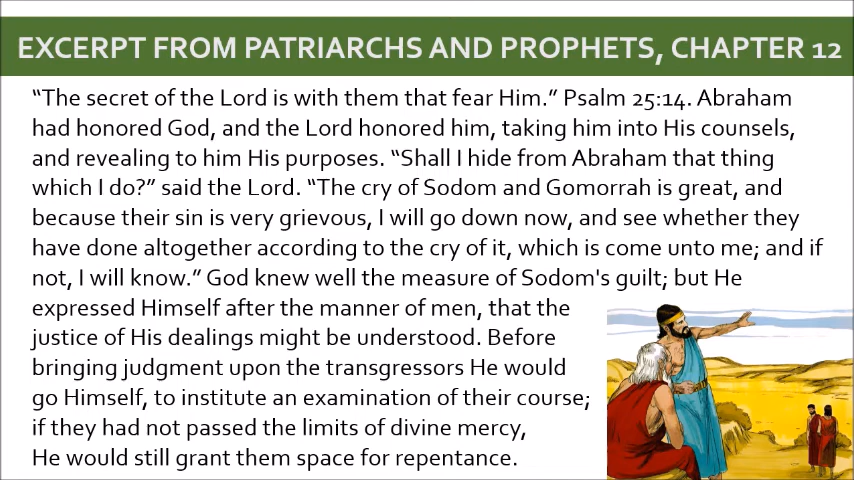 EXCERPT FROM PATRIARCHS AND PROPHETS, CHAPTER 12
“The secret of the Lord is with them that fear Him.” Psalm 25:14. Abraham
had honored God, and the Lord honored him, taking him into His counsels,
and revealing to him His purposes. “Shall I hide from Abraham that thing
which I do?” said the Lord. “The cry of Sodom and Gomorrah is great, and
because their sin is very grievous, I will go down now, and see whether they
have done altogether according to the cry of it, which is come unto me; and if
not, I will know.” God knew well the measure of Sodom's guilt; but He
expressed Himself after the manner of men, that the
justice of His dealings might be understood. Before
bringing judgment upon the transgressors He would
go Himself, to institute an examination of their course;
if they had not passed the limits of divine mercy,
He would still grant them space for repentance.